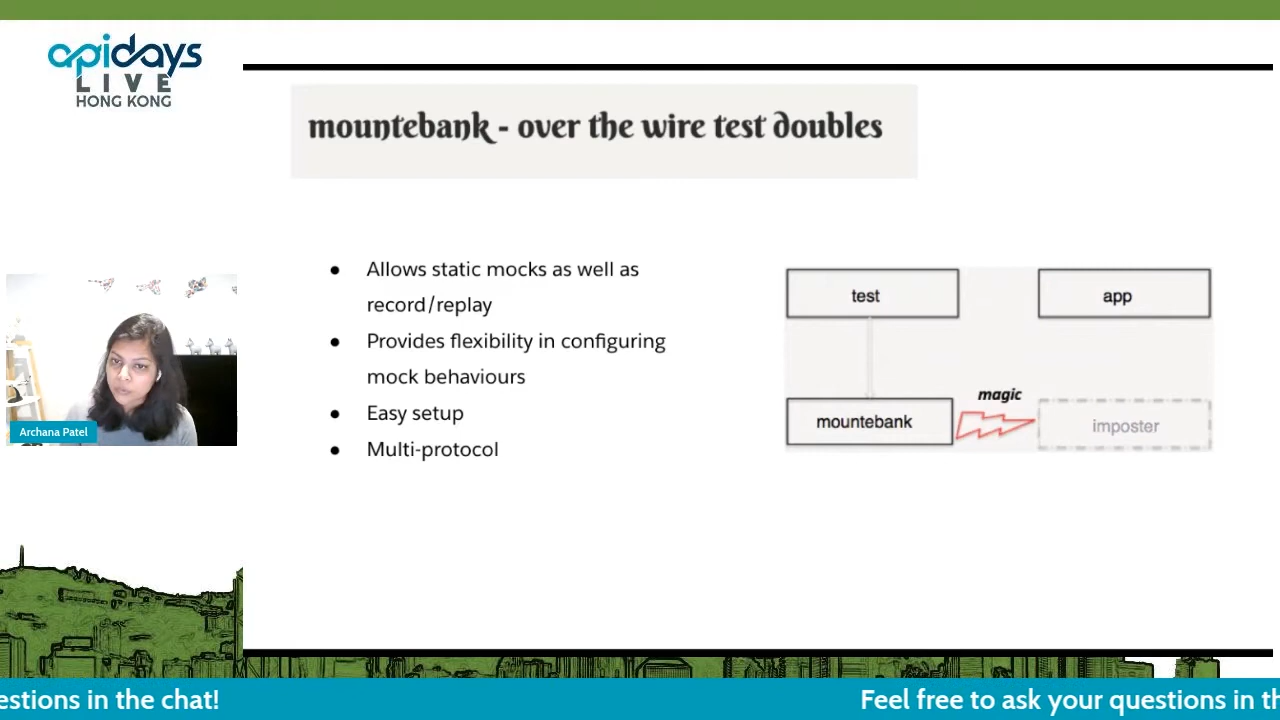 apidays
LIVE
HONG KONG
mountebank - over the wire test doubles
● Allows static mocks as well as
record/replay
● Provides flexibility in configuring
mock behaviours
● Easy setup
● Multi-protocol
test
app
magic
mountebank
imposter
Archana Patel
estions in the chat!
Feel free to ask your questions in th